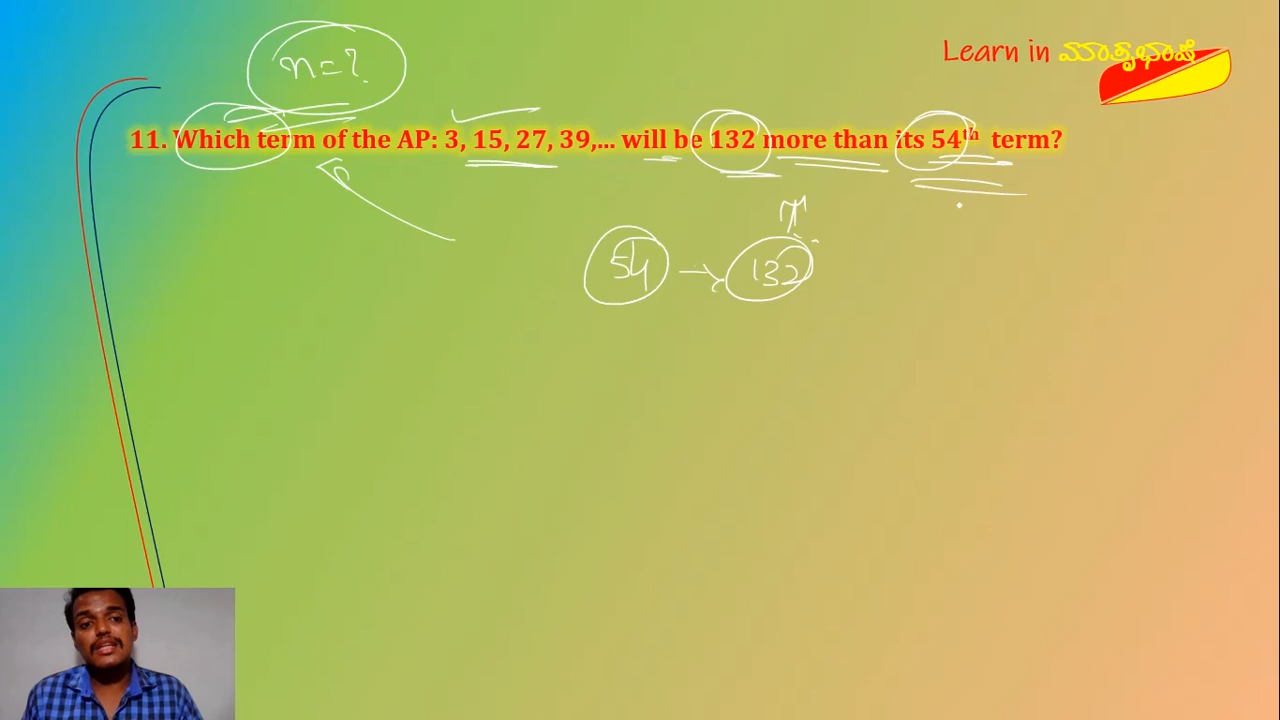 n=?
Learn in ಮಾತೃಭಾಷೆ
11. Which term of the AP: 3, 15, 27, 39,... will be 132 more than its 54th term?
54 → 132 ↑